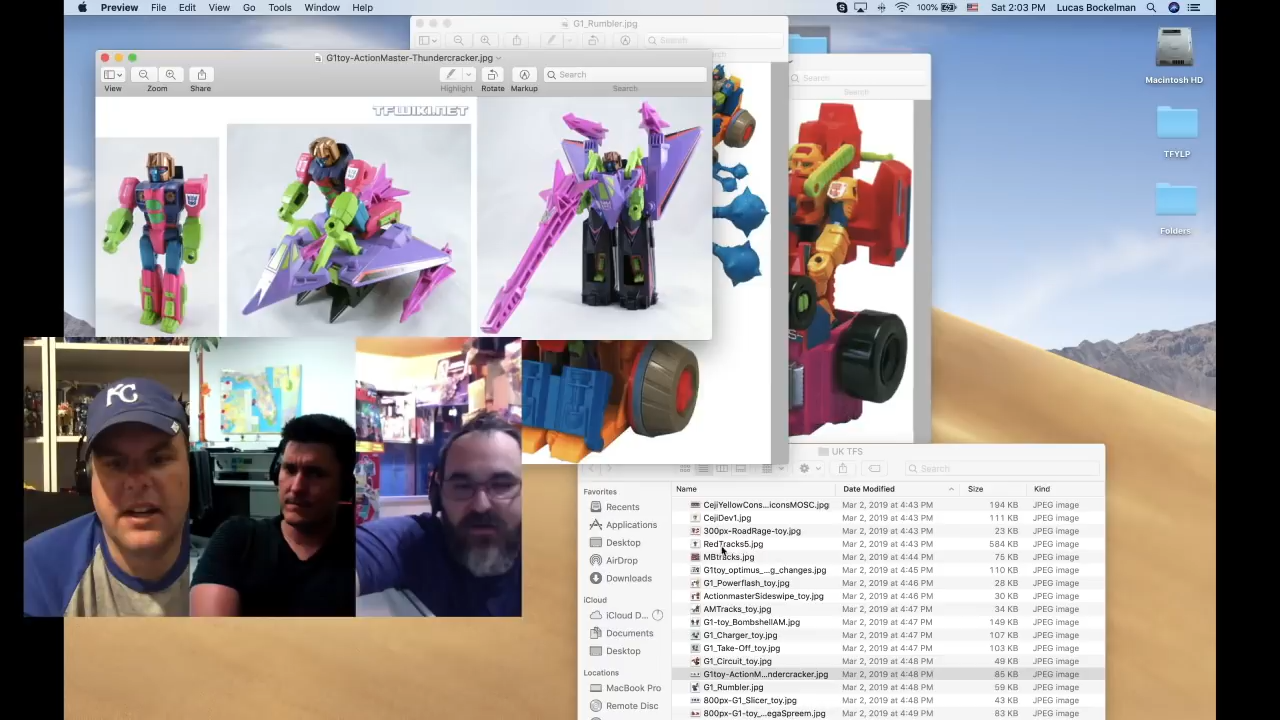 Preview File Edit View Go Tools Window Help 100% Sat 2:03 PM Lucas Bockelman
G1_Rumbler.jpg
Search
G1toy-ActionMaster-Thundercracker.jpg
Search
View Zoom Share Highlight Rotate Markup Search
Search
Search
TFWIKI.NET
Macintosh HD
TFYLP
Folders
KC
UK TFS
Search
Favorites
Recents
Applications
Desktop
AirDrop
Downloads
iCloud
iCloud D...
Documents
Desktop
Locations
MacBook Pro
Remote Disc
Name Date Modified Size Kind
CejiYellowCons...iconsMOSC.jpg Mar 2, 2019 at 4:43 PM 194 KB JPEG image
CejiDev1.jpg Mar 2, 2019 at 4:43 PM 111 KB JPEG image
300px-RoadRage-toy.jpg Mar 2, 2019 at 4:43 PM 23 KB JPEG image
RedTracks5.jpg Mar 2, 2019 at 4:43 PM 584 KB JPEG image
MBtracks.jpg Mar 2, 2019 at 4:44 PM 75 KB JPEG image
G1toy_optimus_...g_changes.jpg Mar 2, 2019 at 4:45 PM 110 KB JPEG image
G1_Powerflash_toy.jpg Mar 2, 2019 at 4:46 PM 28 KB JPEG image
ActionmasterSideswipe_toy.jpg Mar 2, 2019 at 4:46 PM 30 KB JPEG image
AMTracks_toy.jpg Mar 2, 2019 at 4:47 PM 34 KB JPEG image
G1-toy_BombshellAM.jpg Mar 2, 2019 at 4:47 PM 149 KB JPEG image
G1_Charger_toy.jpg Mar 2, 2019 at 4:47 PM 107 KB JPEG image
G1_Take-Off_toy.jpg Mar 2, 2019 at 4:47 PM 103 KB JPEG image
G1_Circuit_toy.jpg Mar 2, 2019 at 4:48 PM 49 KB JPEG image
G1toy-ActionM...ndercracker.jpg Mar 2, 2019 at 4:48 PM 85 KB JPEG image
G1_Rumbler.jpg Mar 2, 2019 at 4:48 PM 59 KB JPEG image
800px-G1_Slicer_toy.jpg Mar 2, 2019 at 4:48 PM 43 KB JPEG image
800px-G1-toy_...egaSpreem.jpg Mar 2, 2019 at 4:49 PM 83 KB JPEG image